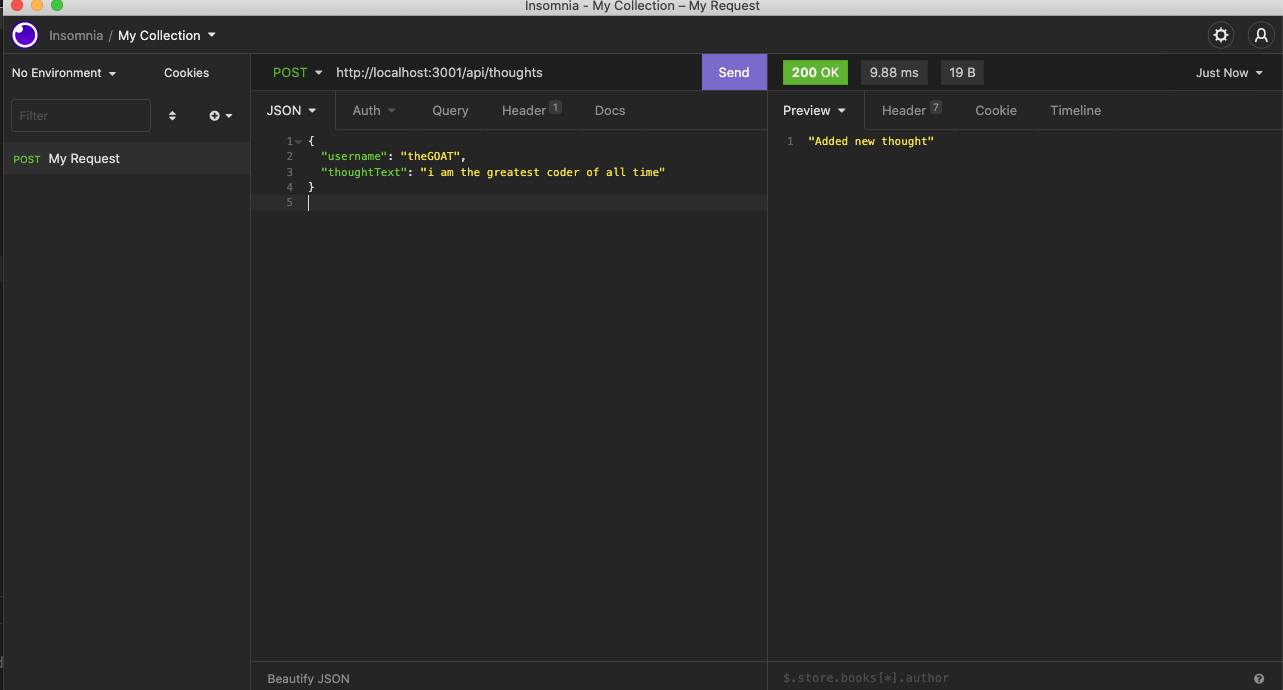 Insomnia - My Collection – My Request
Insomnia / My Collection
No Environment Cookies
POST http://localhost:3001/api/thoughts Send
200 OK 9.88 ms 19 B Just Now
Filter
JSON Auth Query Header 1 Docs
Preview Header 7 Cookie Timeline
POST My Request
1 {
2 "username": "theGOAT",
3 "thoughtText": "i am the greatest coder of all time"
4 }
5
1 "Added new thought"
Beautify JSON
$.store.books[*].author